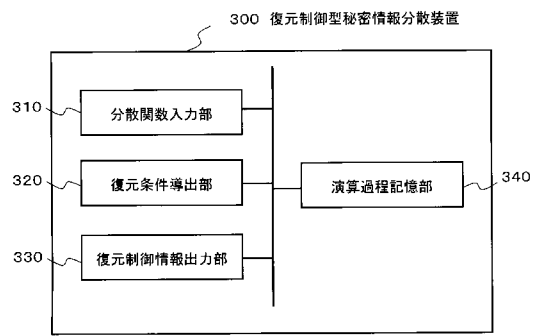 300 復元制御型秘密情報分散装置
310
分散関数入力部
320
復元条件導出部
演算過程記憶部
340
330
復元制御情報出力部